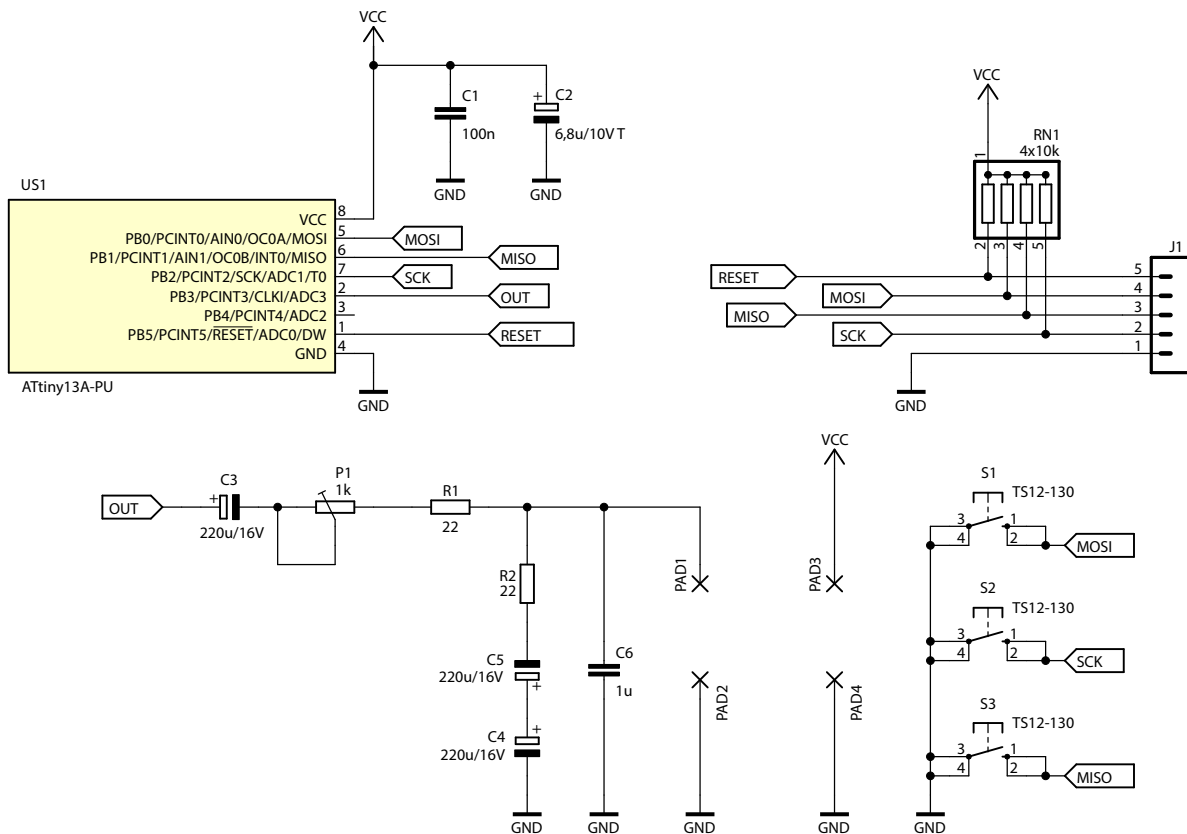 VCC
C1
100n
GND
+
C2
6,8u/10V T
GND
US1
VCC
8
PB0/PCINT0/AIN0/OC0A/MOSI
5
MOSI
PB1/PCINT1/AIN1/OC0B/INT0/MISO
6
MISO
PB2/PCINT2/SCK/ADC1/T0
7
SCK
PB3/PCINT3/CLKI/ADC3
2
OUT
PB4/PCINT4/ADC2
3
PB5/PCINT5/RESET/ADC0/DW
1
RESET
GND
4
ATtiny13A-PU
GND
VCC
RN1
4x10k
1
2
3
4
5
J1
RESET
5
MOSI
4
MISO
3
SCK
2
1
GND
OUT
+
C3
220u/16V
P1
1k
R1
22
R2
22
C5
220u/16V
+
C4
220u/16V
+
GND
C6
1u
GND
PAD1
PAD2
GND
VCC
PAD3
PAD4
GND
S1
TS12-130
3
4
1
2
MOSI
S2
TS12-130
3
4
1
2
SCK
S3
TS12-130
3
4
1
2
MISO
GND